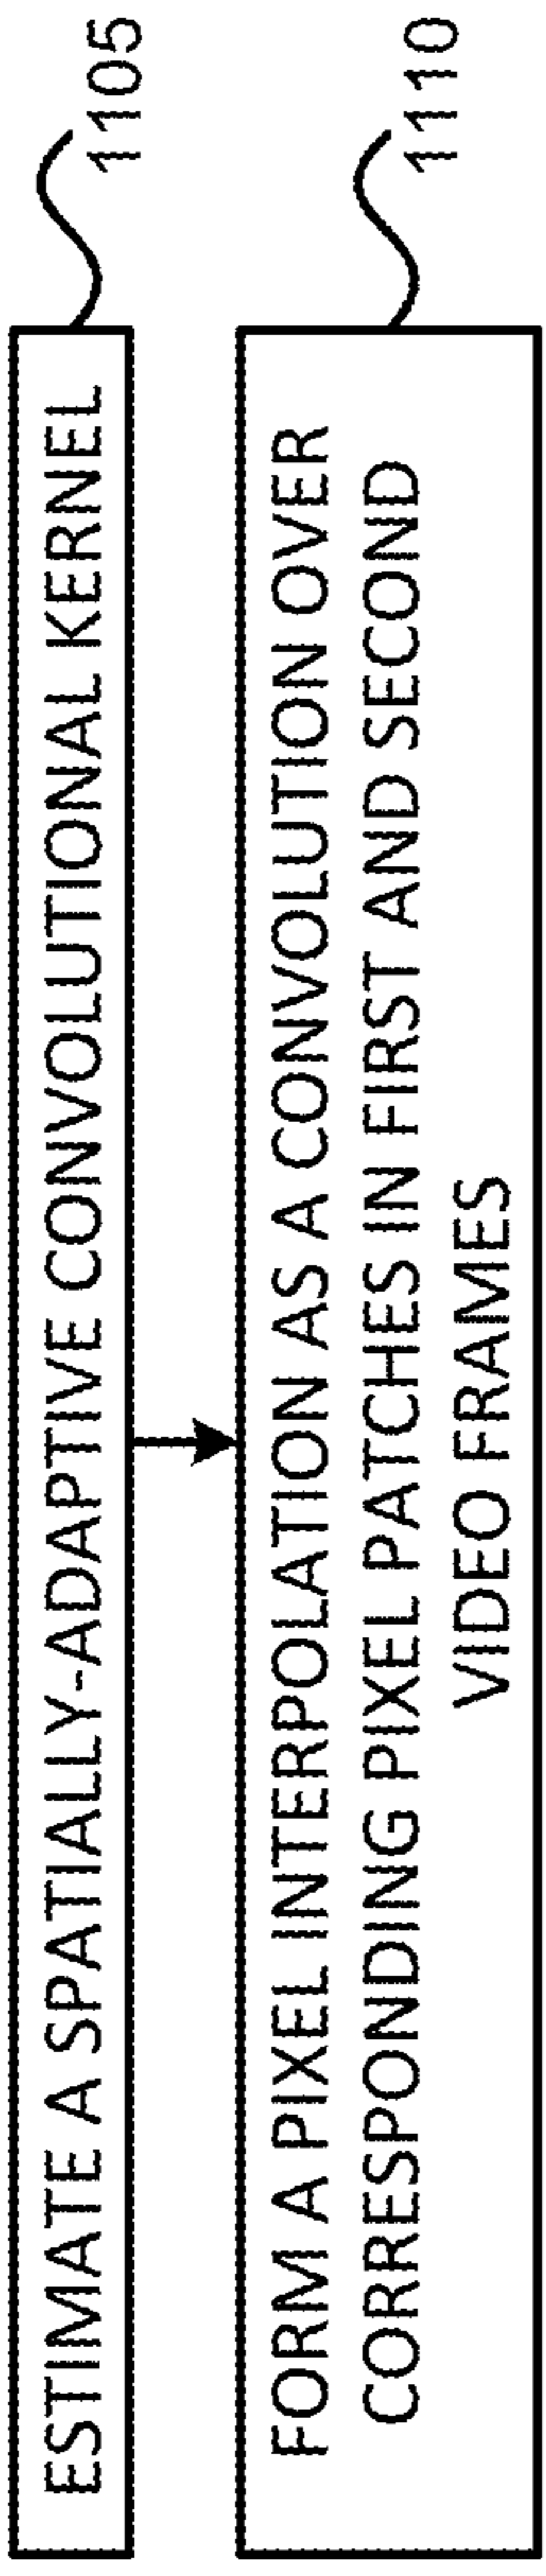 ESTIMATE A SPATIALLY-ADAPTIVE CONVOLUTIONAL KERNEL
1105
FORM A PIXEL INTERPOLATION AS A CONVOLUTION OVER
CORRESPONDING PIXEL PATCHES IN FIRST AND SECOND
VIDEO FRAMES
1110